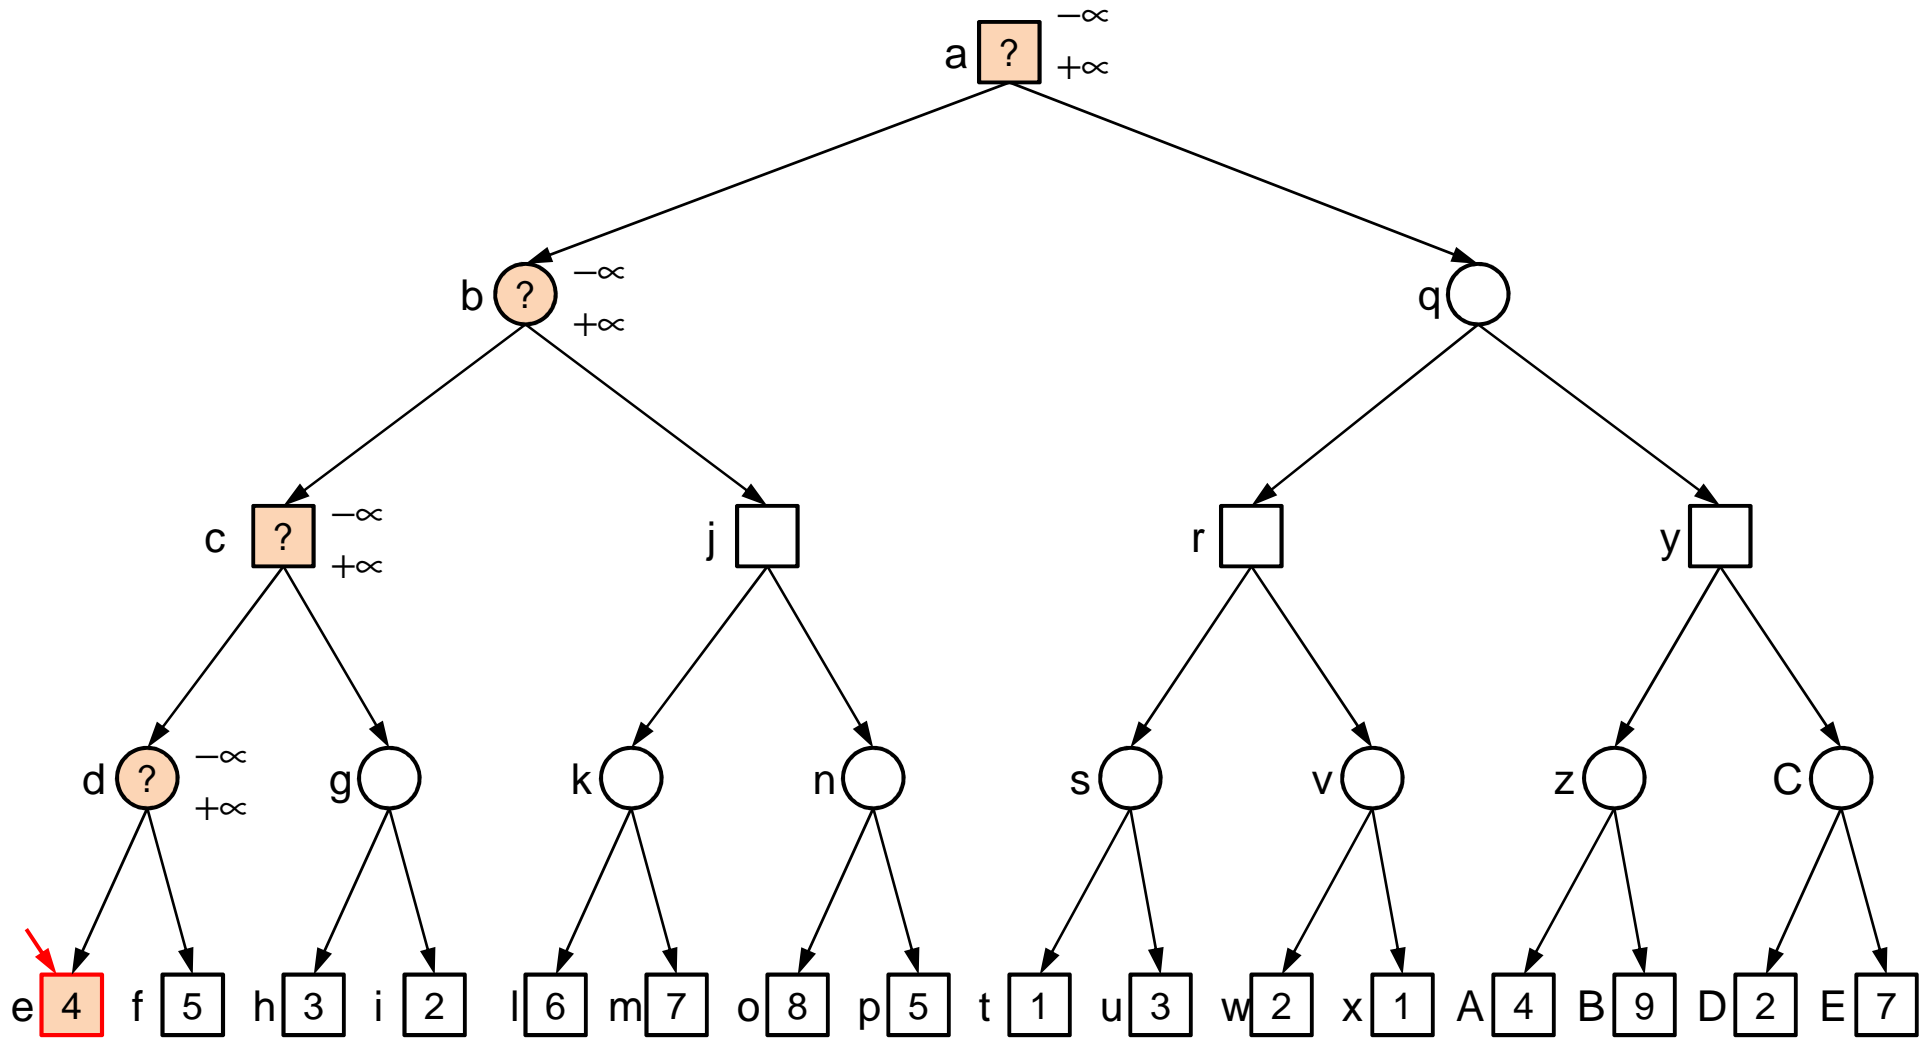 −∝
a ?
+∝
−∝
b ? q
+∝
−∝
c ? j r y
+∝
−∝
d ? g k n s v z C
+∝
e 4 f 5 h 3 i 2 l 6 m 7 o 8 p 5 t 1 u 3 w 2 x 1 A 4 B 9 D 2 E 7